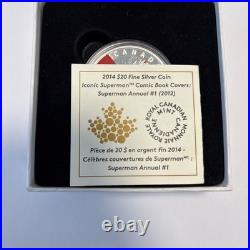 CANADA
2014 $20 Fine Silver Coin
Iconic Superman™ Comic Book Covers:
Superman Annual #1 (2012)
ROYAL CANADIAN MINT
MONNAIE ROYALE CANADIENNE
Pièce de 20 $ en argent fin 2014 -
Célèbres couvertures de Superman™ :
Superman Annual #1